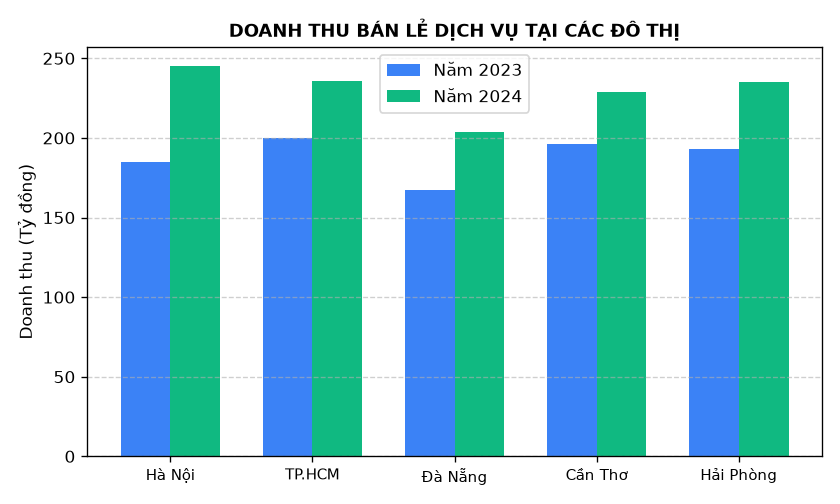 DOANH THU BÁN LẺ DỊCH VỤ TẠI CÁC ĐÔ THỊ
Năm 2023
Năm 2024
Doanh thu (Tỷ đồng)
250
200
150
100
50
0
Hà Nội TP.HCM Đà Nẵng Cần Thơ Hải Phòng